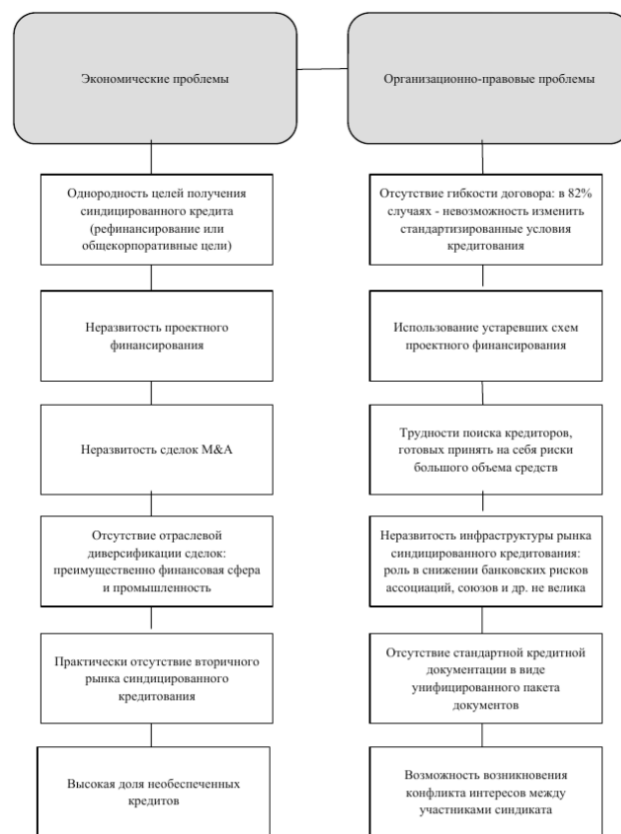 Экономические проблемы
Однородность целей получения
синдицированного кредита
(рефинансирование или
общекорпоративные цели)
Неразвитость проектного
финансирования
Неразвитость сделок M&A
Отсутствие отраслевой
диверсификации сделок:
преимущественно финансовая сфера
и промышленность
Практически отсутствие вторичного
рынка синдицированного
кредитования
Высокая доля необеспеченных
кредитов
Организационно-правовые проблемы
Отсутствие гибкости договора: в 82%
случаях - невозможность изменить
стандартизированные условия
кредитования
Использование устаревших схем
проектного финансирования
Трудности поиска кредиторов,
готовых принять на себя риски
большого объема средств
Неразвитость инфраструктуры рынка
синдицированного кредитования:
роль в снижении банковских рисков
ассоциаций, союзов и др. не велика
Отсутствие стандартной кредитной
документации в виде
унифицированного пакета
документов
Возможность возникновения
конфликта интересов между
участниками синдиката